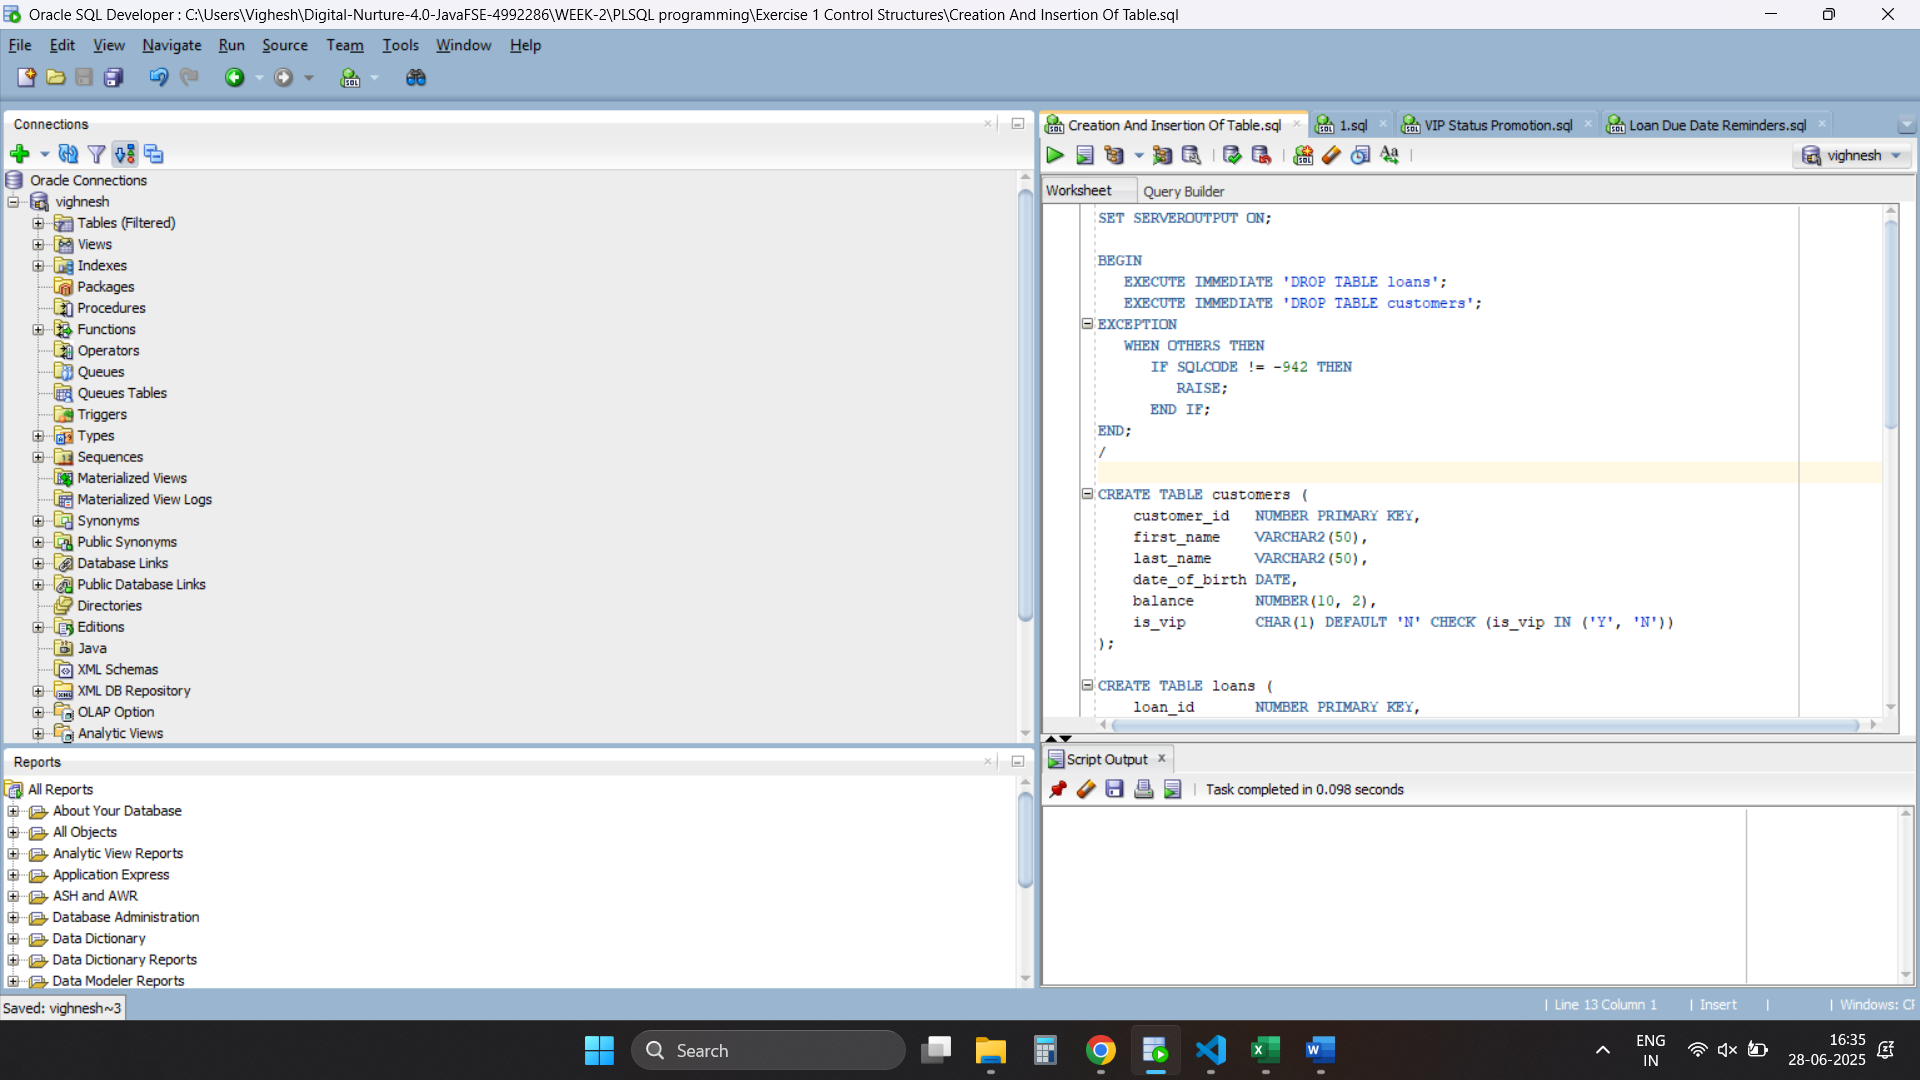 Oracle SQL Developer : C:\Users\Vighesh\Digital-Nurture-4.0-JavaFSE-4992286\WEEK-2\PLSQL programming\Exercise 1 Control Structures\Creation And Insertion Of Table.sql
File Edit View Navigate Run Source Team Tools Window Help
Connections
Oracle Connections
vighnesh
Tables (Filtered)
Views
Indexes
Packages
Procedures
Functions
Operators
Queues
Queues Tables
Triggers
Types
Sequences
Materialized Views
Materialized View Logs
Synonyms
Public Synonyms
Database Links
Public Database Links
Directories
Editions
Java
XML Schemas
XML DB Repository
OLAP Option
Analytic Views
Reports
All Reports
About Your Database
All Objects
Analytic View Reports
Application Express
ASH and AWR
Database Administration
Data Dictionary
Data Dictionary Reports
Data Modeler Reports
Creation And Insertion Of Table.sql 1.sql VIP Status Promotion.sql Loan Due Date Reminders.sql
vighnesh
Worksheet Query Builder
SET SERVEROUTPUT ON;
BEGIN
EXECUTE IMMEDIATE 'DROP TABLE loans';
EXECUTE IMMEDIATE 'DROP TABLE customers';
EXCEPTION
WHEN OTHERS THEN
IF SQLCODE != -942 THEN
RAISE;
END IF;
END;
/
CREATE TABLE customers (
customer_id NUMBER PRIMARY KEY,
first_name VARCHAR2(50),
last_name VARCHAR2(50),
date_of_birth DATE,
balance NUMBER(10, 2),
is_vip CHAR(1) DEFAULT 'N' CHECK (is_vip IN ('Y', 'N'))
);
CREATE TABLE loans (
loan_id NUMBER PRIMARY KEY,
Script Output
Task completed in 0.098 seconds
Saved: vighnesh~3
Line 13 Column 1 Insert Windows: CF
Search
ENG
IN
16:35
28-06-2025